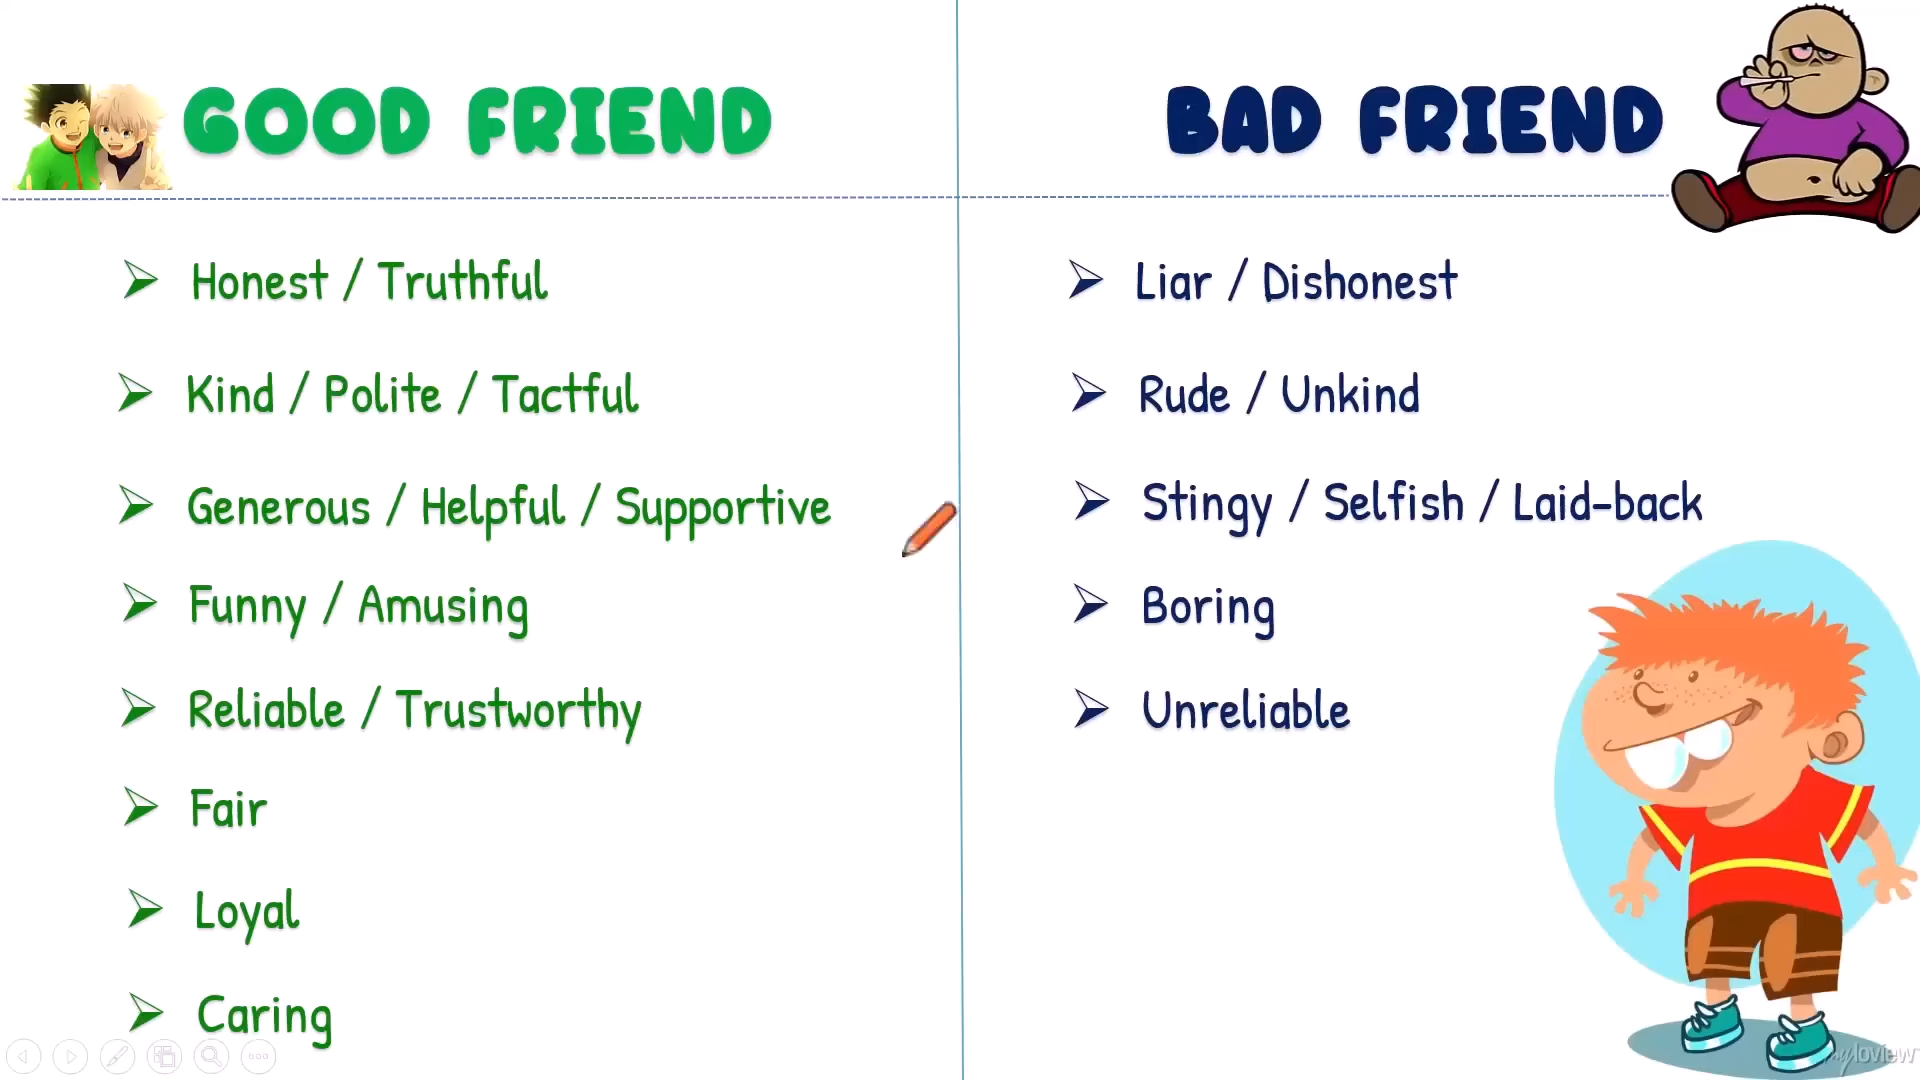 GOOD FRIEND
Honest / Truthful
Kind / Polite / Tactful
Generous / Helpful / Supportive
Funny / Amusing
Reliable / Trustworthy
Fair
Loyal
Caring
BAD FRIEND
Liar / Dishonest
Rude / Unkind
Stingy / Selfish / Laid-back
Boring
Unreliable
myloview